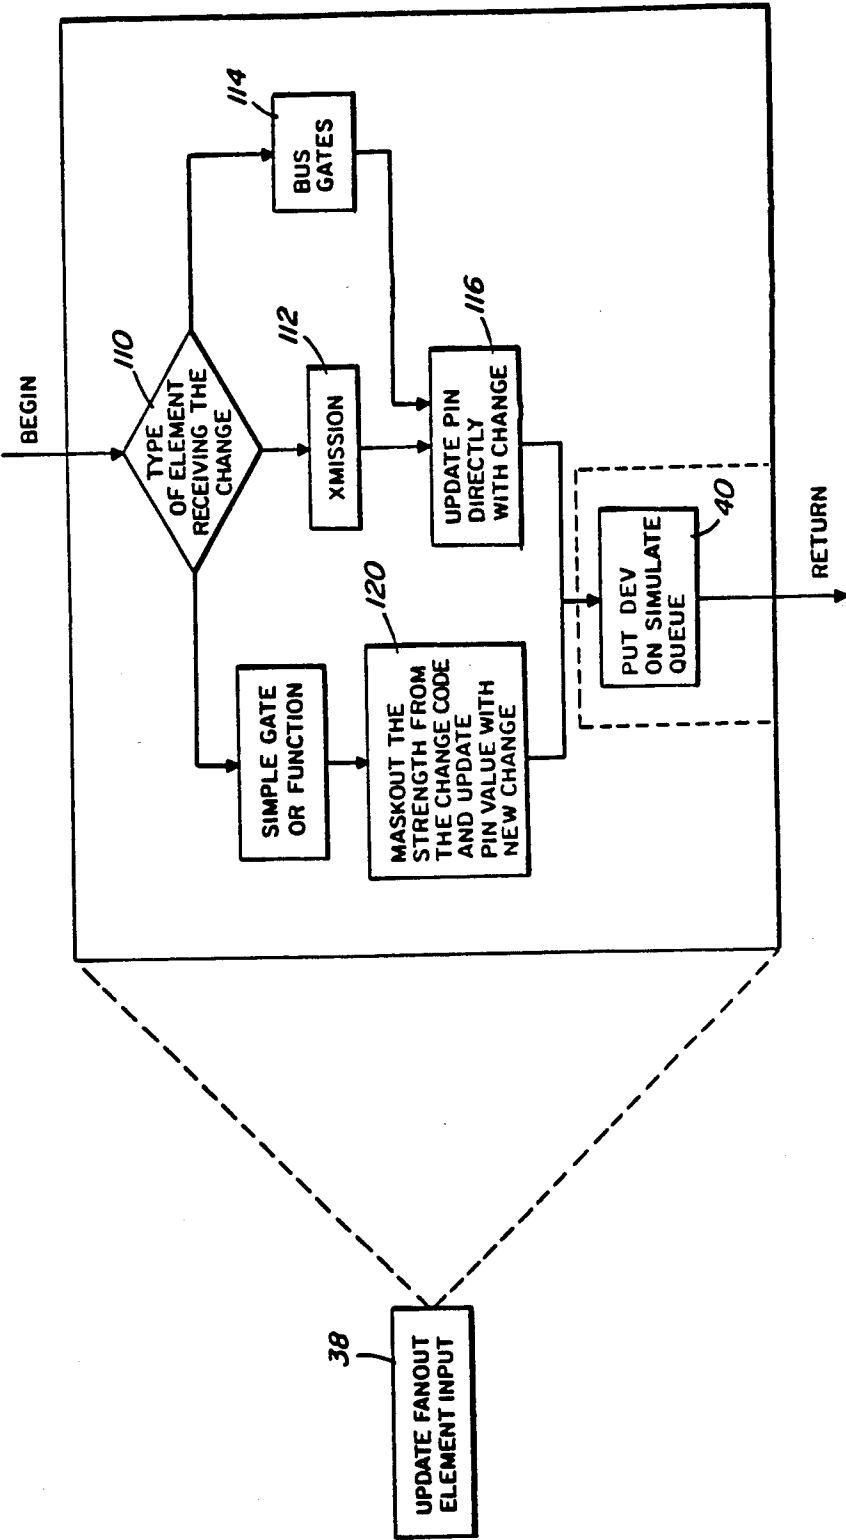 38
UPDATE FANOUT
ELEMENT INPUT
BEGIN
110
TYPE
OF ELEMENT
RECEIVING THE
CHANGE
SIMPLE GATE
OR FUNCTION
112
XMISSION
114
BUS
GATES
120
MASKOUT THE
STRENGTH FROM
THE CHANGE CODE
AND UPDATE
PIN VALUE WITH
NEW CHANGE
116
UPDATE PIN
DIRECTLY
WITH CHANGE
PUT DEV
ON SIMULATE
QUEUE
40
RETURN